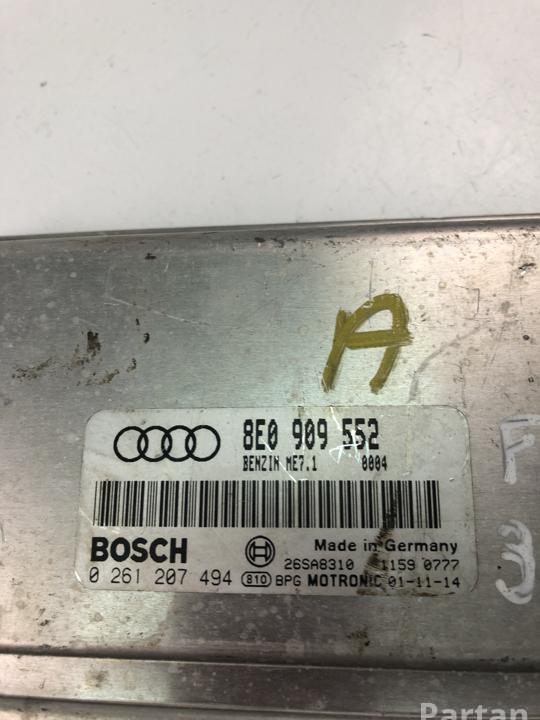 A
8E0 909 552
BENZIN ME7.1 0004
BOSCH
Made in Germany
26SA8310 1159 0777
0 261 207 494 810 BPG MOTRONIC 01-11-14
F
Partan